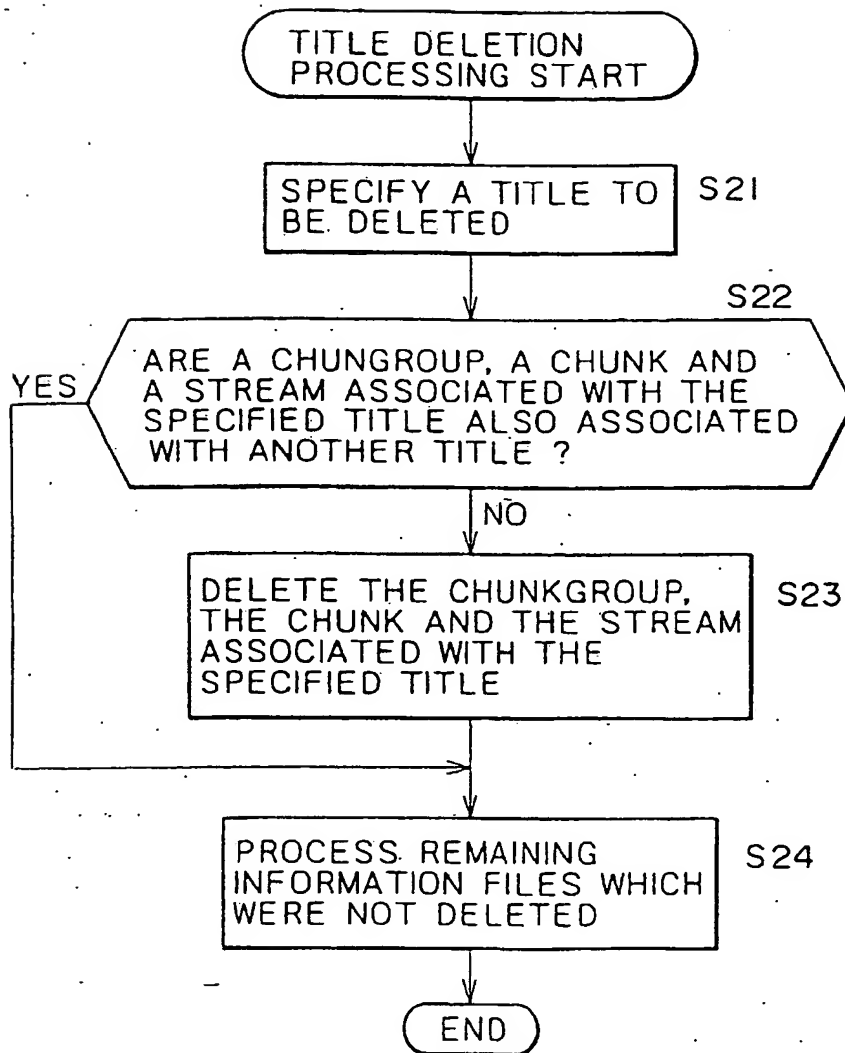 TITLE DELETION
PROCESSING START
SPECIFY A TITLE TO
BE DELETED
S21
S22
ARE A CHUNGROUP, A CHUNK AND
A STREAM ASSOCIATED WITH THE
SPECIFIED TITLE ALSO ASSOCIATED
WITH ANOTHER TITLE ?
YES
NO
DELETE THE CHUNKGROUP,
THE CHUNK AND THE STREAM
ASSOCIATED WITH THE
SPECIFIED TITLE
S23
PROCESS REMAINING
INFORMATION FILES WHICH
WERE NOT DELETED
S24
END